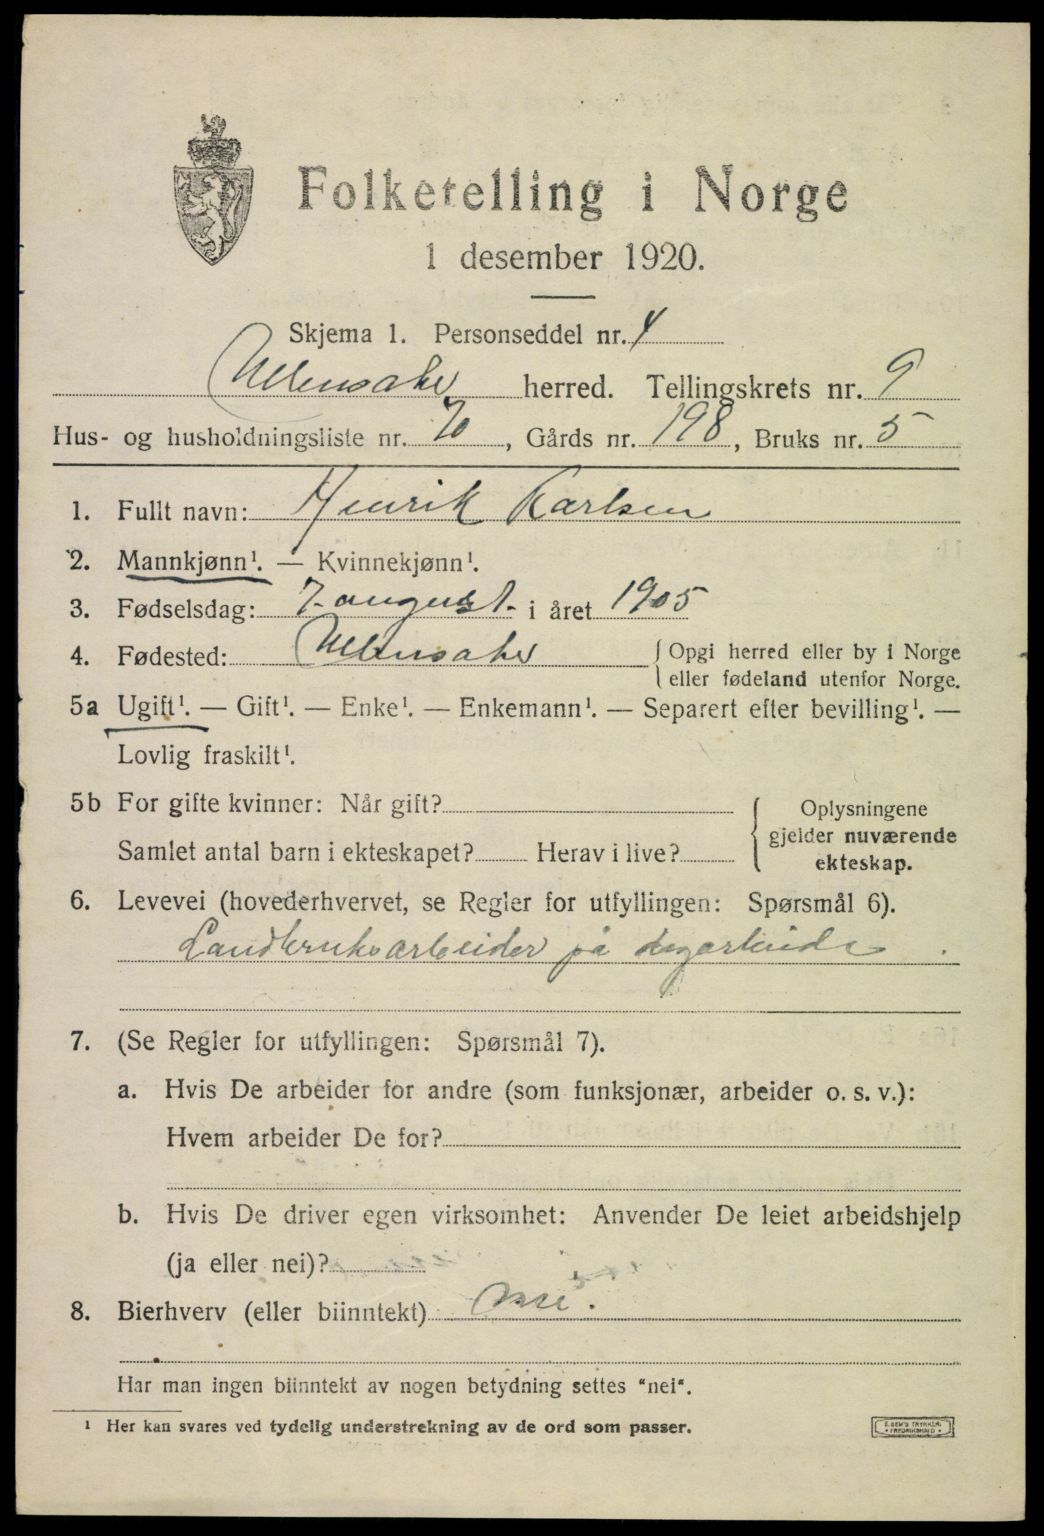 Folketelling i Norge
1 desember 1920.
Skjema 1. Personseddel nr. 4
Ullensaker herred. Tellingskrets nr. 9
Hus- og husholdningsliste nr. 70, Gårds nr. 198, Bruks nr. 5
1. Fullt navn: Henrik Karlsen
2. Mannkjønn¹. — Kvinnekjønn¹.
3. Fødselsdag: 7. august. i året 1905
4. Fødested: Ullensaker { Opgi herred eller by i Norge
eller fødeland utenfor Norge.
5a Ugift¹. — Gift¹. — Enke¹. — Enkemann¹. — Separert efter bevilling¹. —
Lovlig fraskilt¹.
5b For gifte kvinner: Når gift?
Samlet antal barn i ekteskapet? Herav i live?
Oplysningene
gjelder nuværende
ekteskap.
6. Levevei (hovederhvervet, se Regler for utfyllingen: Spørsmål 6).
Landbruksarbeider på dagarbeide
7. (Se Regler for utfyllingen: Spørsmål 7).
a. Hvis De arbeider for andre (som funksjonær, arbeider o. s. v.):
Hvem arbeider De for?
b. Hvis De driver egen virksomhet: Anvender De leiet arbeidshjelp
(ja eller nei)?
8. Bierhverv (eller biinntekt) nei.
Har man ingen biinntekt av nogen betydning settes "nei".
¹ Her kan svares ved tydelig understrekning av de ord som passer.